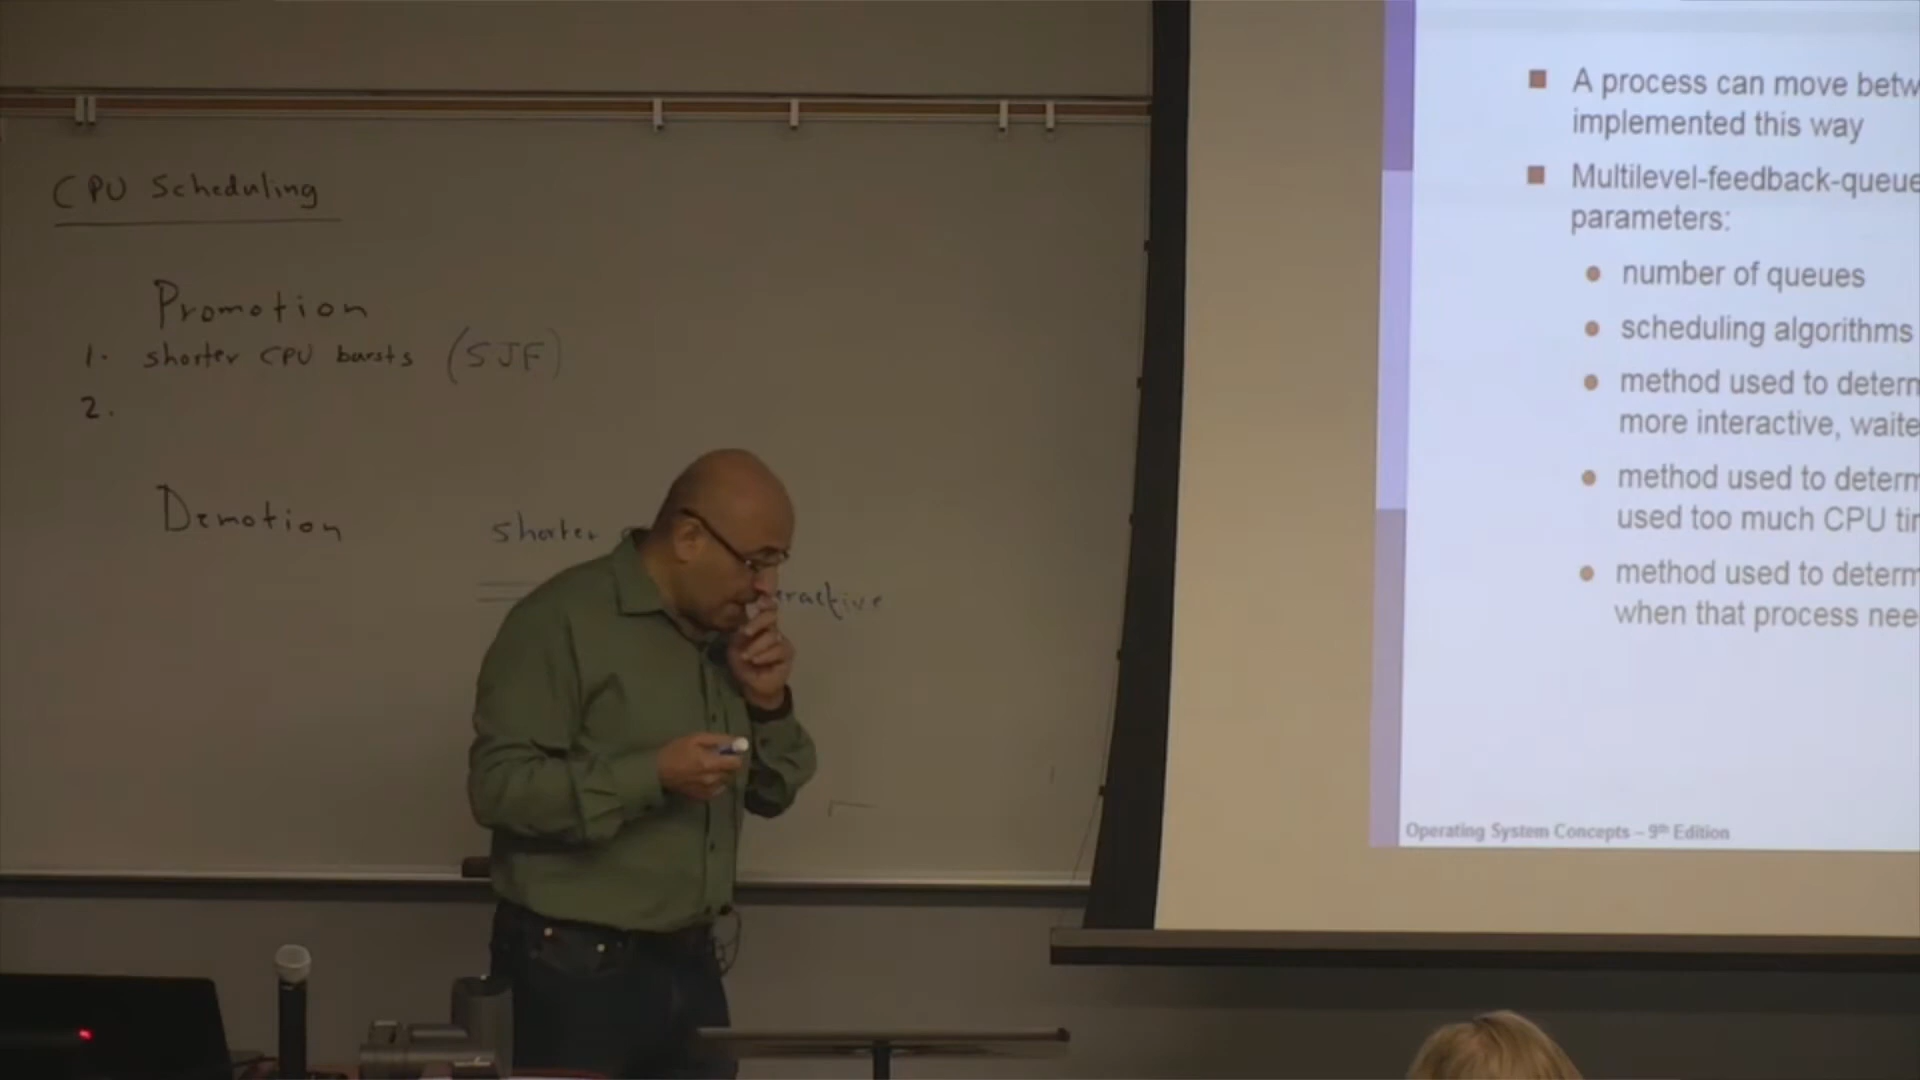 CPU Scheduling
Promotion
1. shorter CPU bursts (SJF)
2.
Demotion
shorter
A process can move betw
implemented this way
Multilevel-feedback-queue
parameters:
number of queues
scheduling algorithms
method used to determ
more interactive, waite
method used to determ
used too much CPU tim
method used to determ
when that process nee
Operating System Concepts – 9th Edition